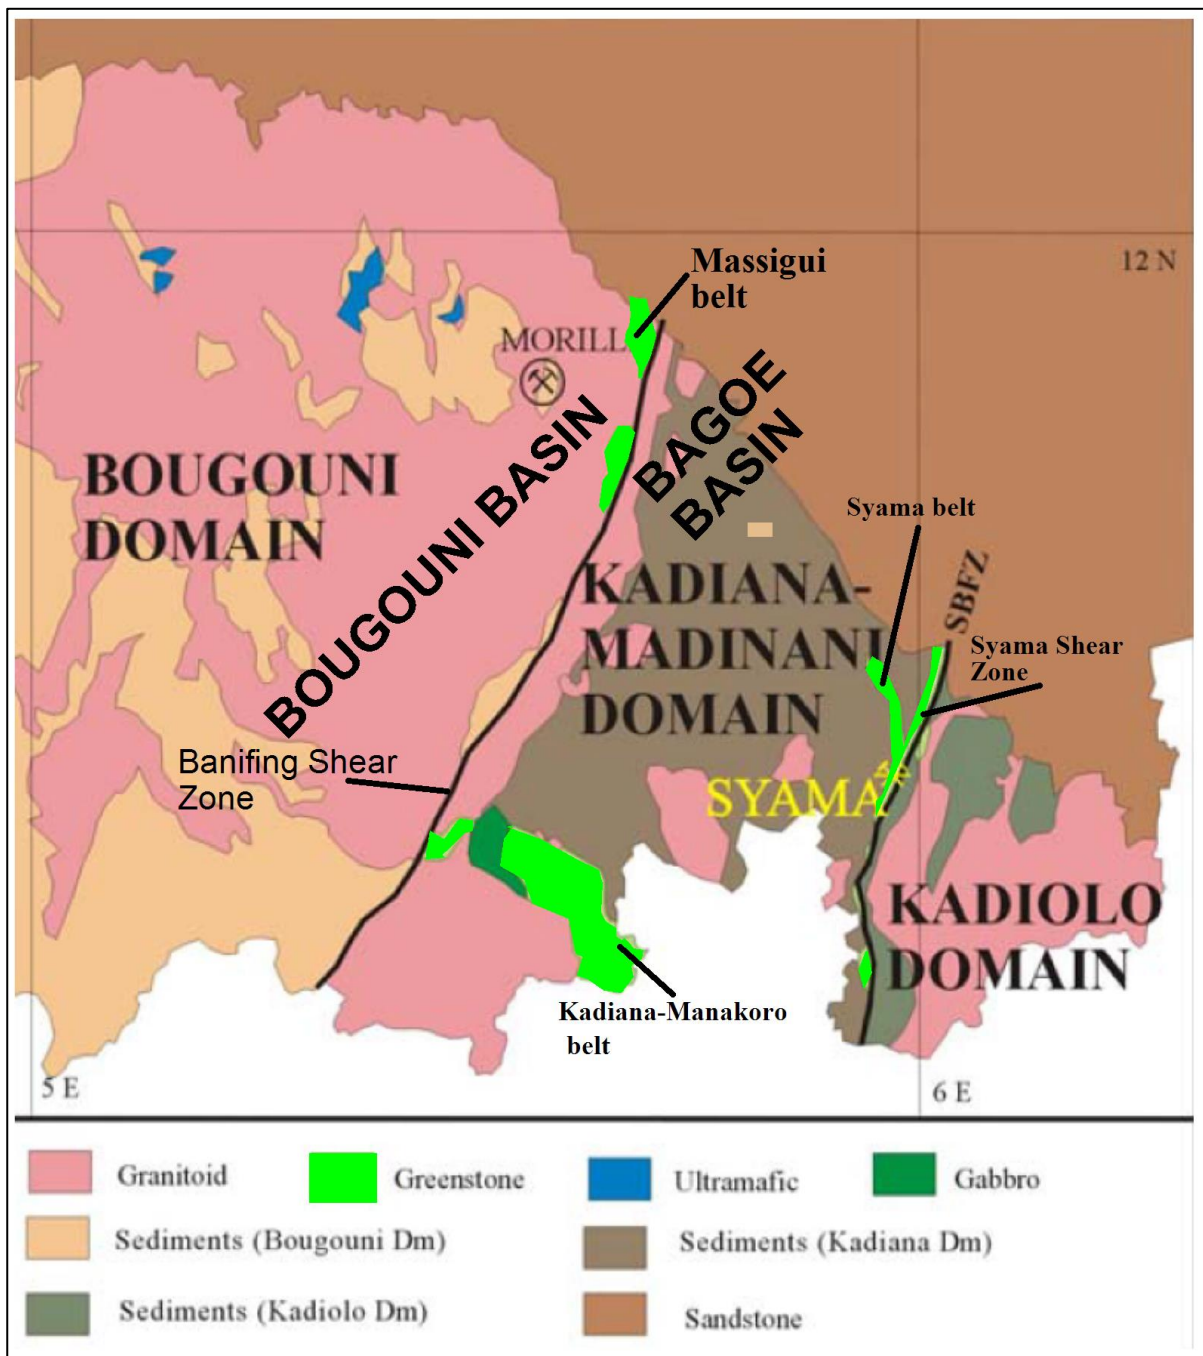 12 N
Massigui
belt
MORILL
BAGOE
BASIN
BOUGOUNI BASIN
BOUGOUNI
DOMAIN
Syama belt
SBFZ
KADIANA-
MADINANI
DOMAIN
Syama Shear
Zone
Banifing Shear
Zone
SYAMA
KADIOLO
DOMAIN
Kadiana-Manakoro
belt
5 E
6 E
Granitoid
Greenstone
Ultramafic
Gabbro
Sediments (Bougouni Dm)
Sediments (Kadiana Dm)
Sediments (Kadiolo Dm)
Sandstone